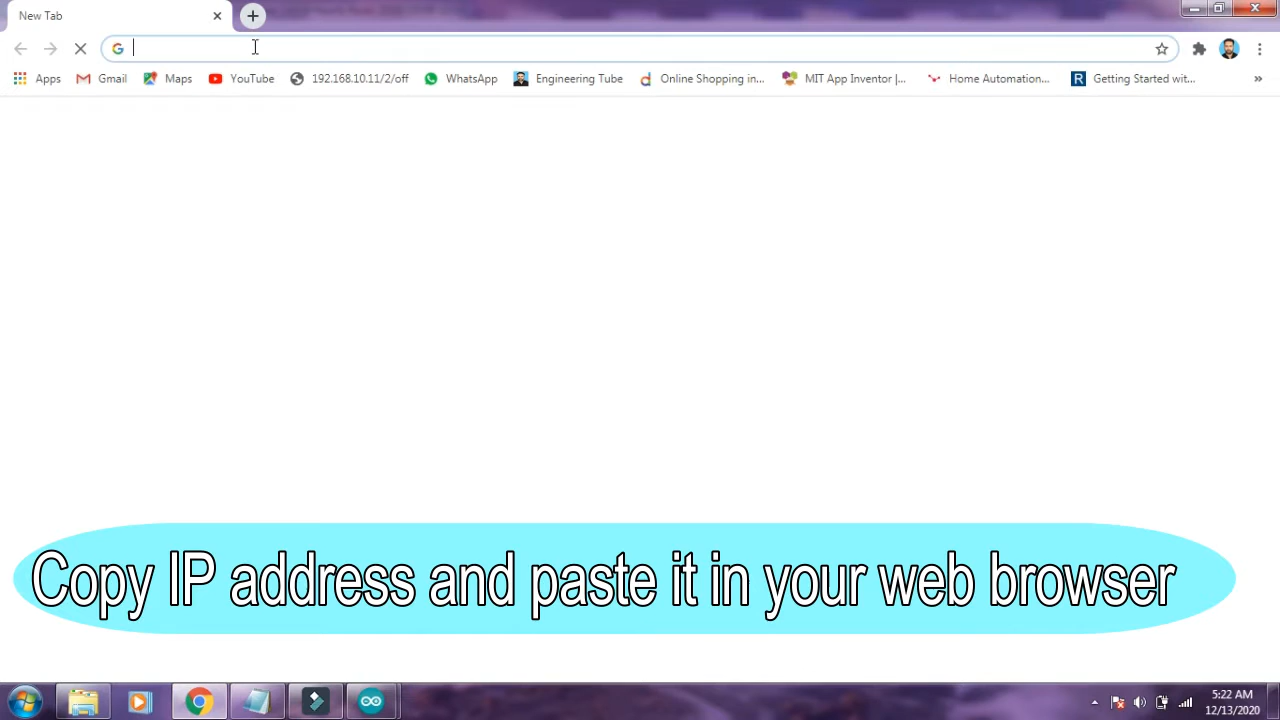 New Tab
Apps
Gmail
Maps
YouTube
192.168.10.11/2/off
WhatsApp
Engineering Tube
Online Shopping in...
MIT App Inventor |...
Home Automation...
Getting Started wit...
Copy IP address and paste it in your web browser
5:22 AM
12/13/2020